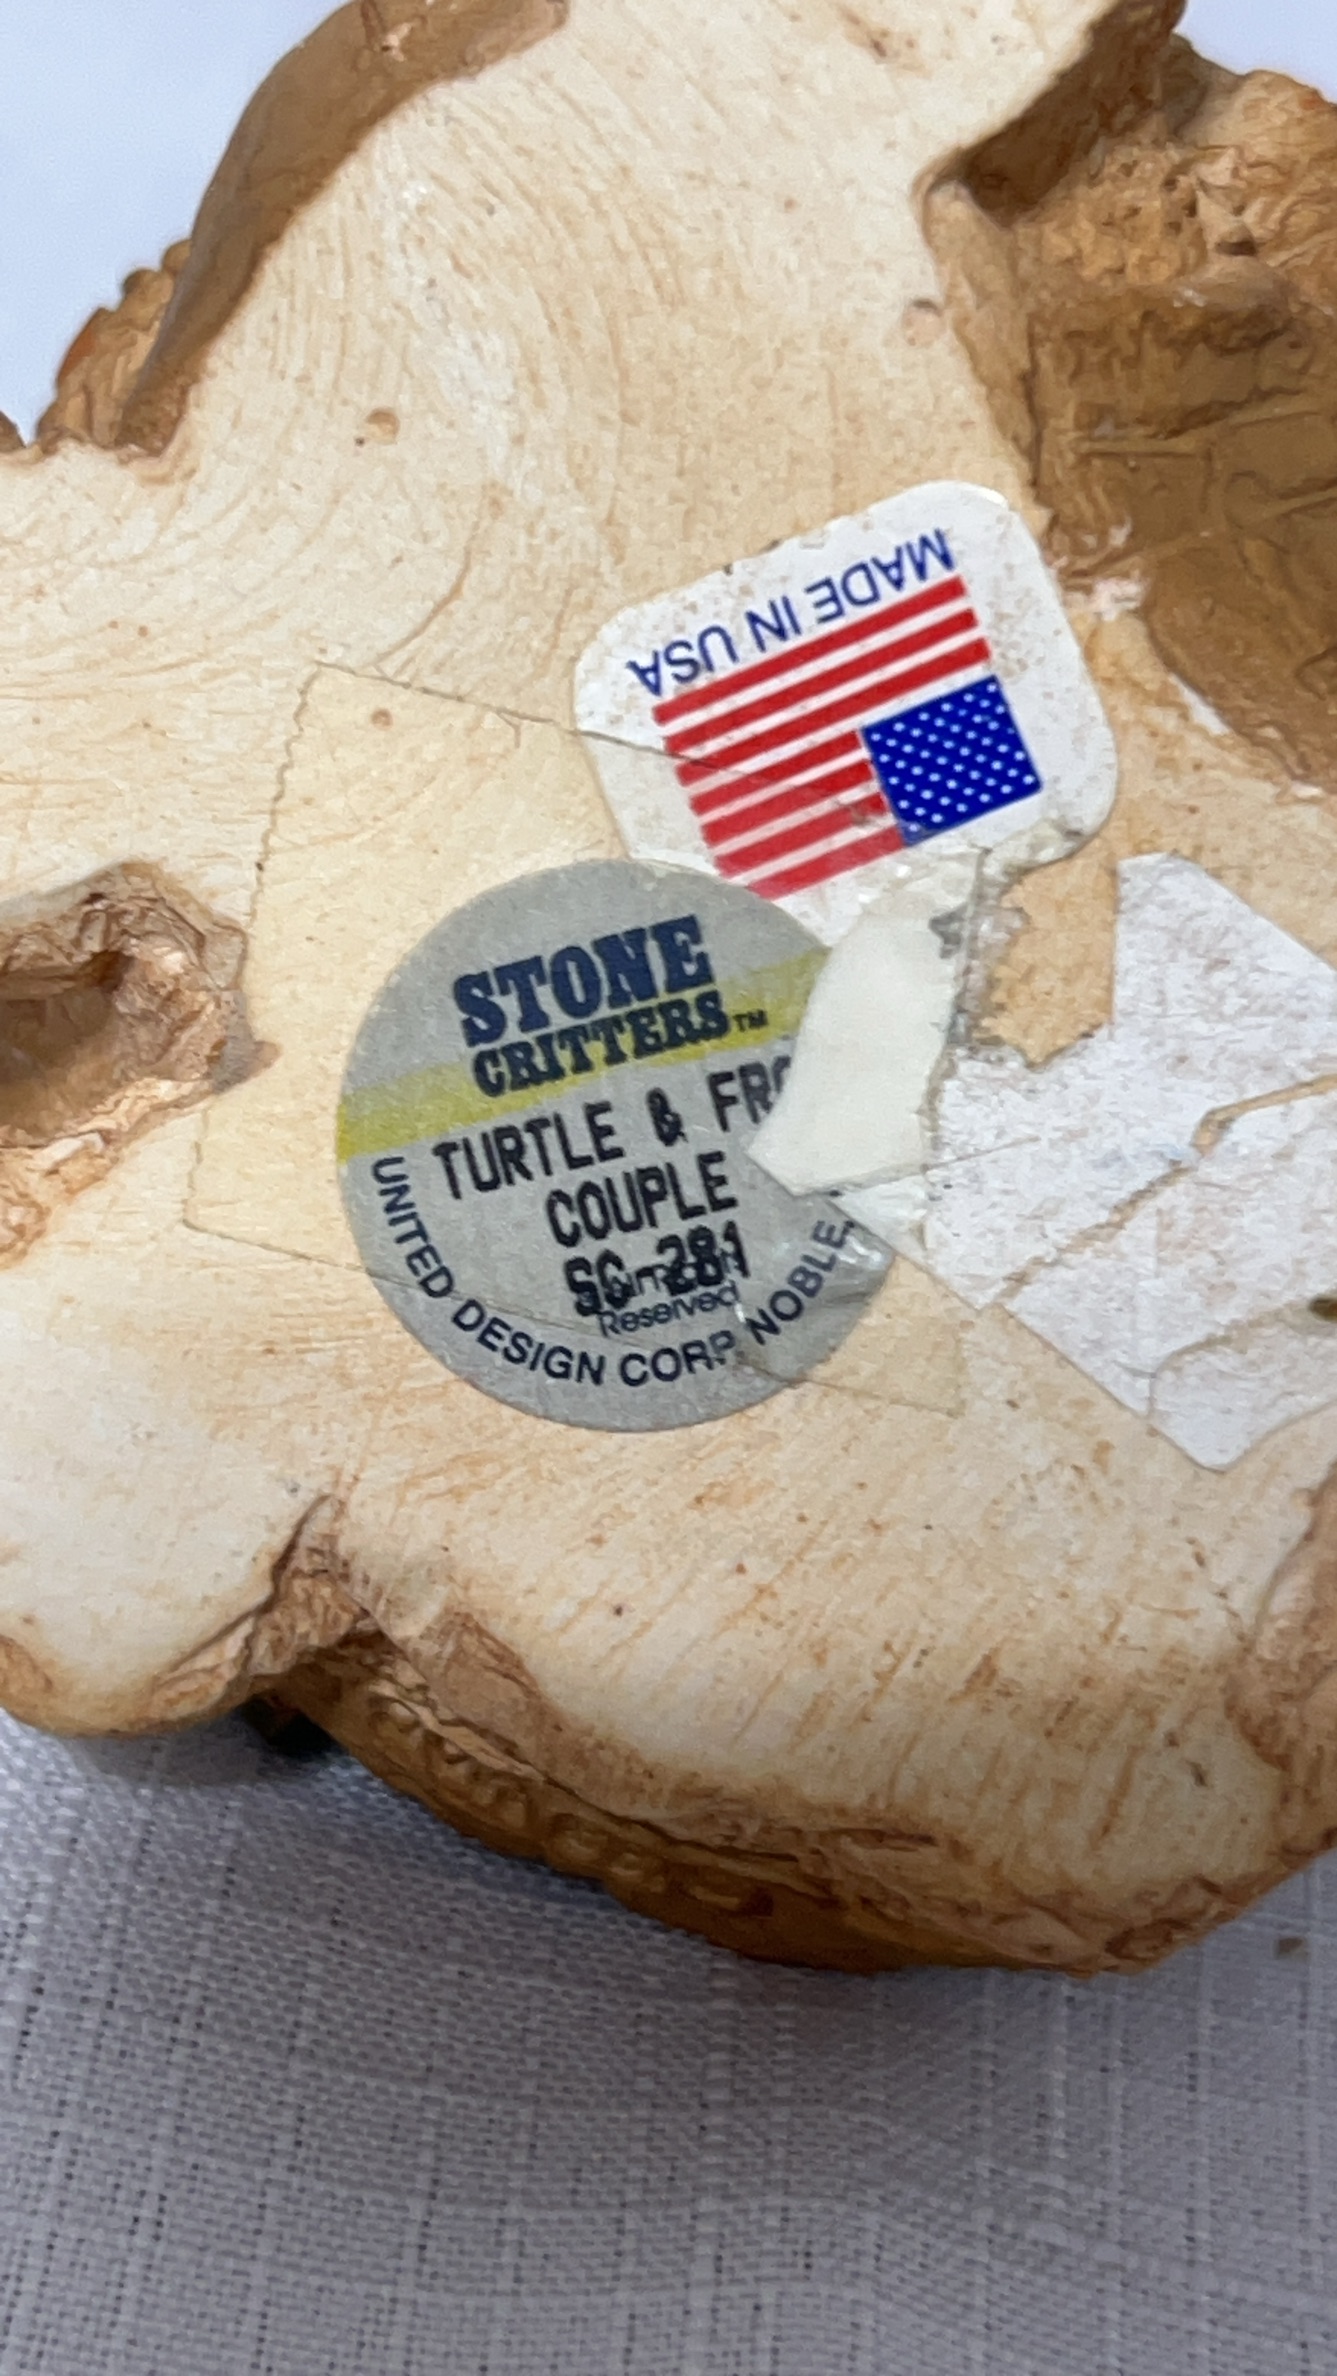 MADE IN USA
STONE
CRITTERS™
TURTLE & FRO
COUPLE
SC-281
Reserved
UNITED DESIGN CORP. NOBLE,